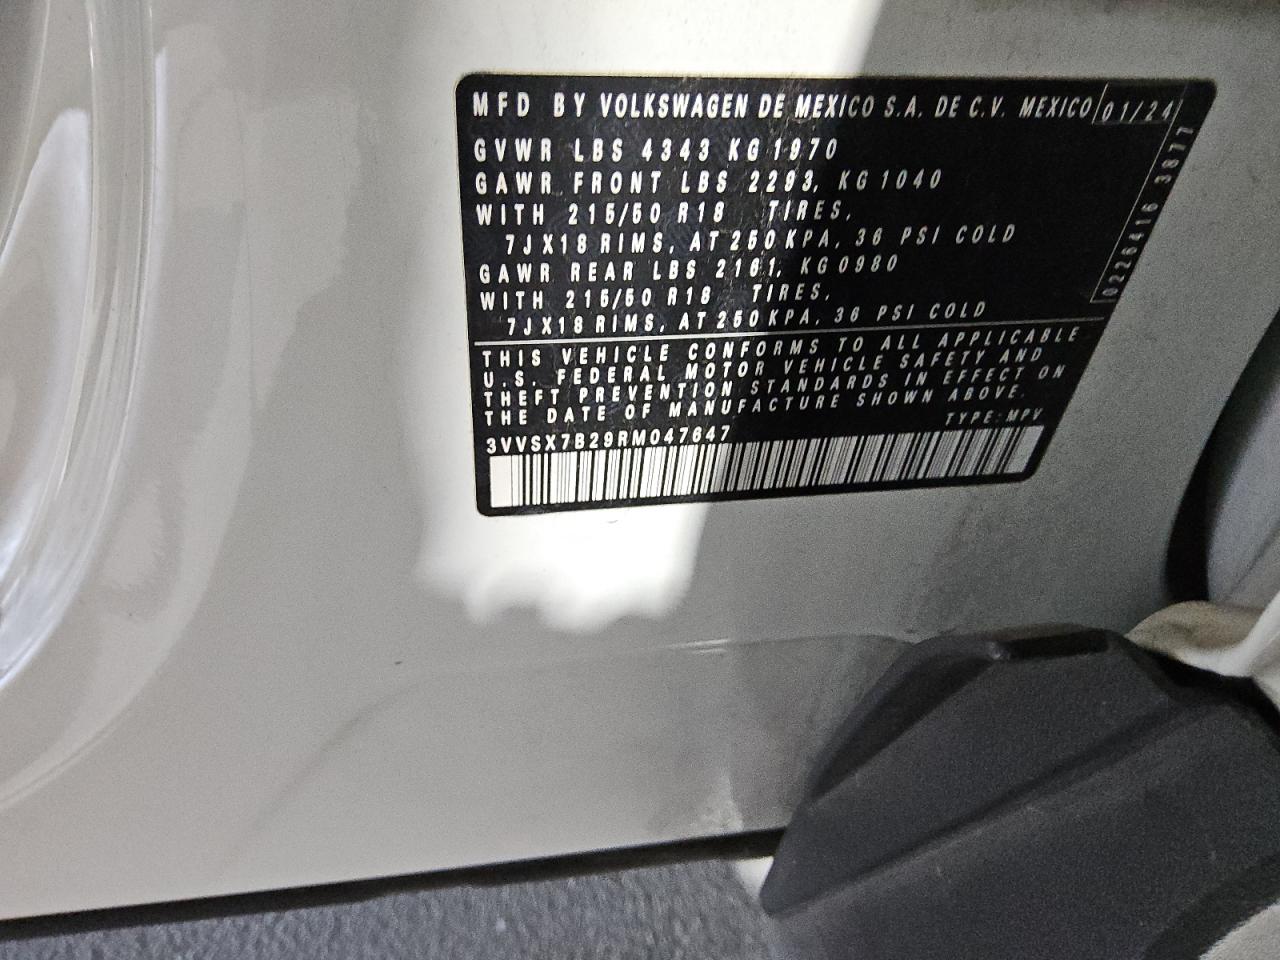 MFD BY VOLKSWAGEN DE MEXICO S.A. DE C.V. MEXICO 01/24
GVWR LBS 4343 KG 1970
GAWR FRONT LBS 2293, KG 1040
WITH 215/50 R18 TIRES,
7JX18 RIMS, AT 250 KPA, 36 PSI COLD
GAWR REAR LBS 2161, KG 0980
WITH 215/50 R18 TIRES,
7JX18 RIMS, AT 250 KPA, 36 PSI COLD
THIS VEHICLE CONFORMS TO ALL APPLICABLE
U.S. FEDERAL MOTOR VEHICLE SAFETY AND
THEFT PREVENTION STANDARDS IN EFFECT ON
THE DATE OF MANUFACTURE SHOWN ABOVE.
TYPE: MPV
3VVSX7B29RM047647
0226416 3877